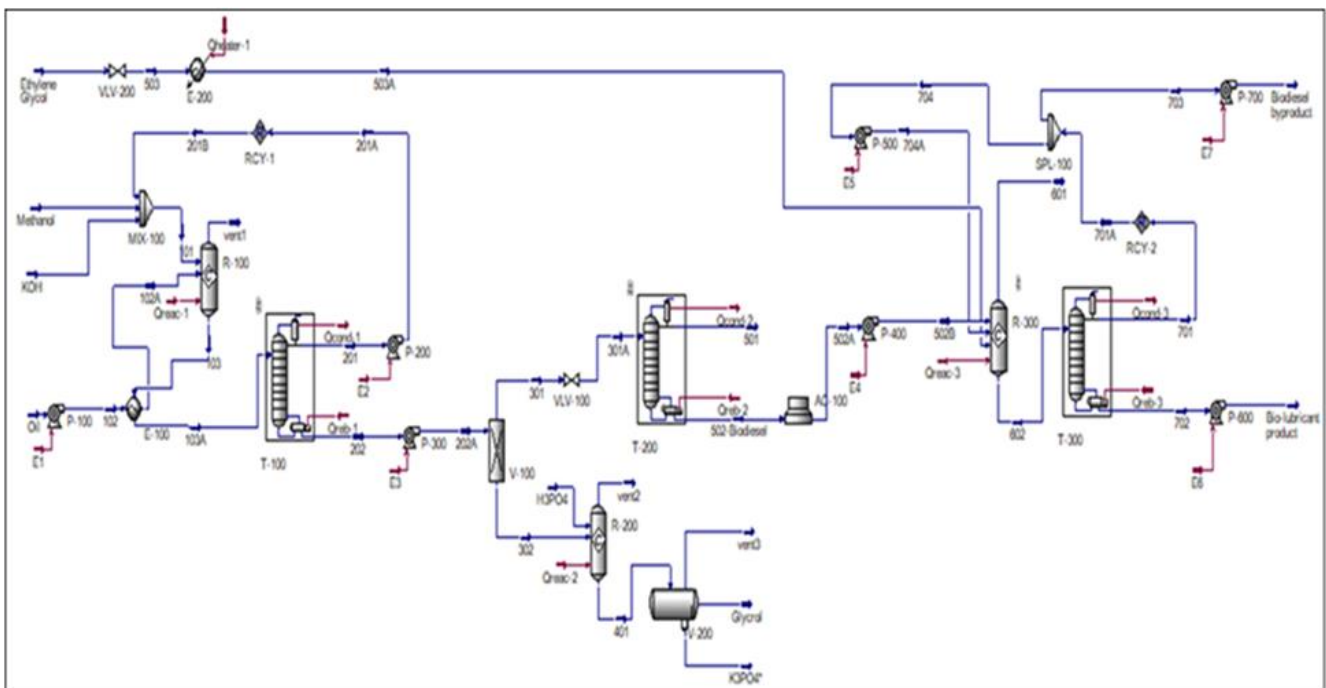 Qheater-1
Ethylene
Glycol
VLV-200
503
E-200
503A
704
703
P-700
Biodiesel
byproduct
201B
RCY-1
201A
P-500
704A
E5
SPL-100
E7
601
Methanol
MIX-100
101
vent1
R-100
KOH
102A
Qreac-1
103
701A
RCY-2
Qcond-1
201
P-200
E2
Qcond-2
501
301A
502A
P-400
502B
R-300
E4
Qreac-3
Qcond-3
701
301
VLV-100
Oil
P-100
102
E-100
E1
103A
Qreb-1
202
P-300
202A
E3
T-100
V-100
Qreb-2
502-Biodiesel
AC-100
T-200
602
Qreb-3
702
P-600
Bio-lubricant
product
T-300
E6
H3PO4
vent2
R-200
302
Qreac-2
401
vent3
V-200
K3PO4*